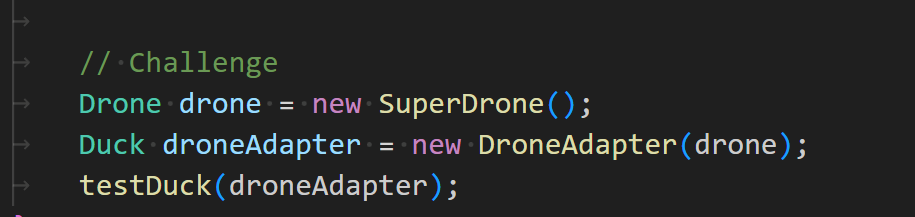 // Challenge
Drone drone = new SuperDrone();
Duck droneAdapter = new DroneAdapter(drone);
testDuck(droneAdapter);